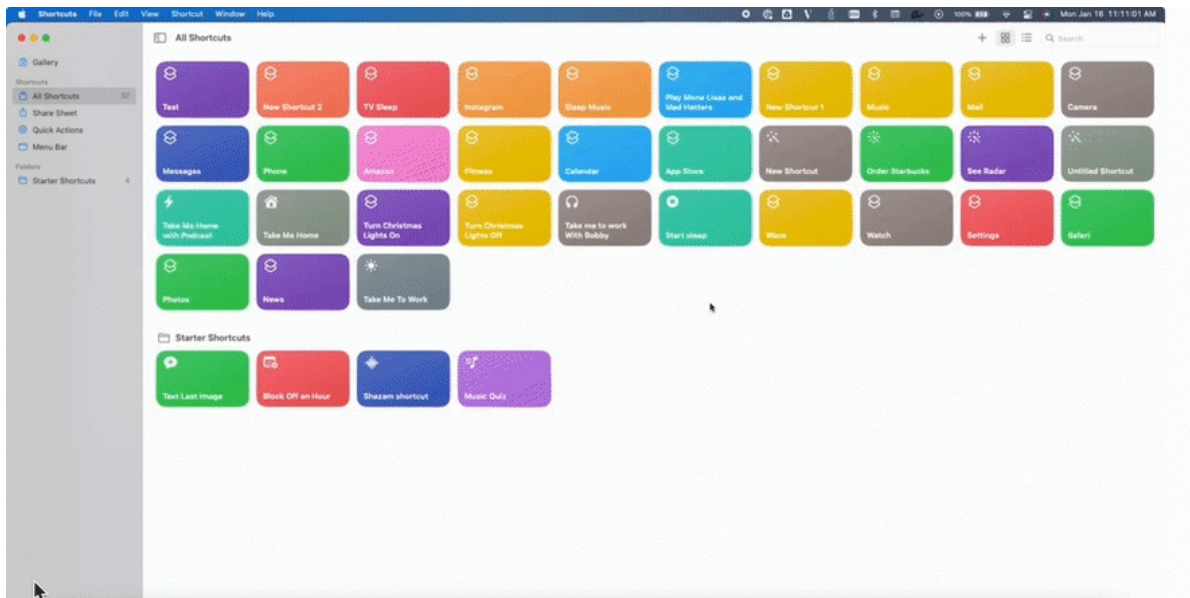 Shortcuts File Edit View Shortcut Window Help
100%
Mon Jan 16 11:11:01 AM
All Shortcuts
Search
Gallery
Shortcuts
All Shortcuts 37
Share Sheet
Quick Actions
Menu Bar
Folders
Starter Shortcuts 4
Test
New Shortcut 2
TV Sleep
Instagram
Sleep Music
Play Mona Lisas and
Mad Hatters
New Shortcut 1
Music
Mail
Camera
Messages
Phone
Amazon
Fitness
Calendar
App Store
New Shortcut
Order Starbucks
See Radar
Untitled Shortcut
Take Me Home
with Podcast
Take Me Home
Turn Christmas
Lights On
Turn Christmas
Lights Off
Take me to work
With Bobby
Start sleep
Waze
Watch
Settings
Safari
Photos
News
Take Me To Work
Starter Shortcuts
Text Last Image
Block Off an Hour
Shazam shortcut
Music Quiz